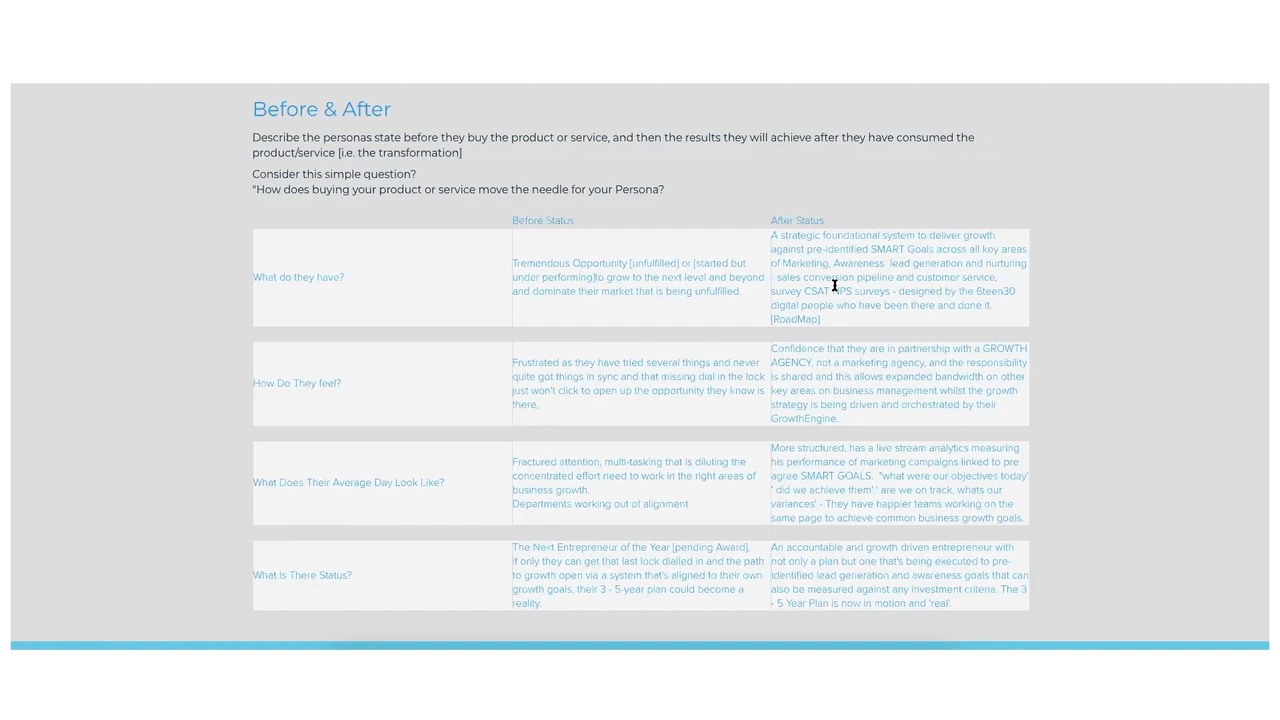 Before & After
Describe the personas state before they buy the product or service, and then the results they will achieve after they have consumed the
product/service [i.e. the transformation]
Consider this simple question?
"How does buying your product or service move the needle for your Persona?
Before Status
After Status
What do they have?
Tremendous Opportunity [unfulfilled] or [started but
under performing]to grow to the next level and beyond
and dominate their market that is being unfulfilled.
A strategic foundational system to deliver growth
against pre-identified SMART Goals across all key areas
of Marketing, Awareness lead generation and nurturing
- sales conversion pipeline and customer service,
survey CSAT NPS surveys - designed by the 6teen30
digital people who have been there and done it.
[RoadMap]
How Do They feel?
Frustrated as they have tried several things and never
quite got things in sync and that missing dial in the lock
just won't click to open up the opportunity they know is
there,
Confidence that they are in partnership with a GROWTH
AGENCY, not a marketing agency, and the responsibility
is shared and this allows expanded bandwidth on other
key areas on business management whilst the growth
strategy is being driven and orchestrated by their
GrowthEngine.
What Does Their Average Day Look Like?
Fractured attention, multi-tasking that is diluting the
concentrated effort need to work in the right areas of
business growth.
Departments working out of alignment
More structured, has a live stream analytics measuring
his performance of marketing campaigns linked to pre
agree SMART GOALS. "what were our objectives today'
' did we achieve them' ' are we on track, whats our
variances' - They have happier teams working on the
same page to achieve common business growth goals.
What Is There Status?
The Next Entrepreneur of the Year [pending Award],
if only they can get that last lock dialled in and the path
to growth open via a system that's aligned to their own
growth goals, their 3 - 5-year plan could become a
reality.
An accountable and growth driven entrepreneur with
not only a plan but one that's being executed to pre-
identified lead generation and awareness goals that can
also be measured against any investment criteria. The 3
- 5 Year Plan is now in motion and 'real'.